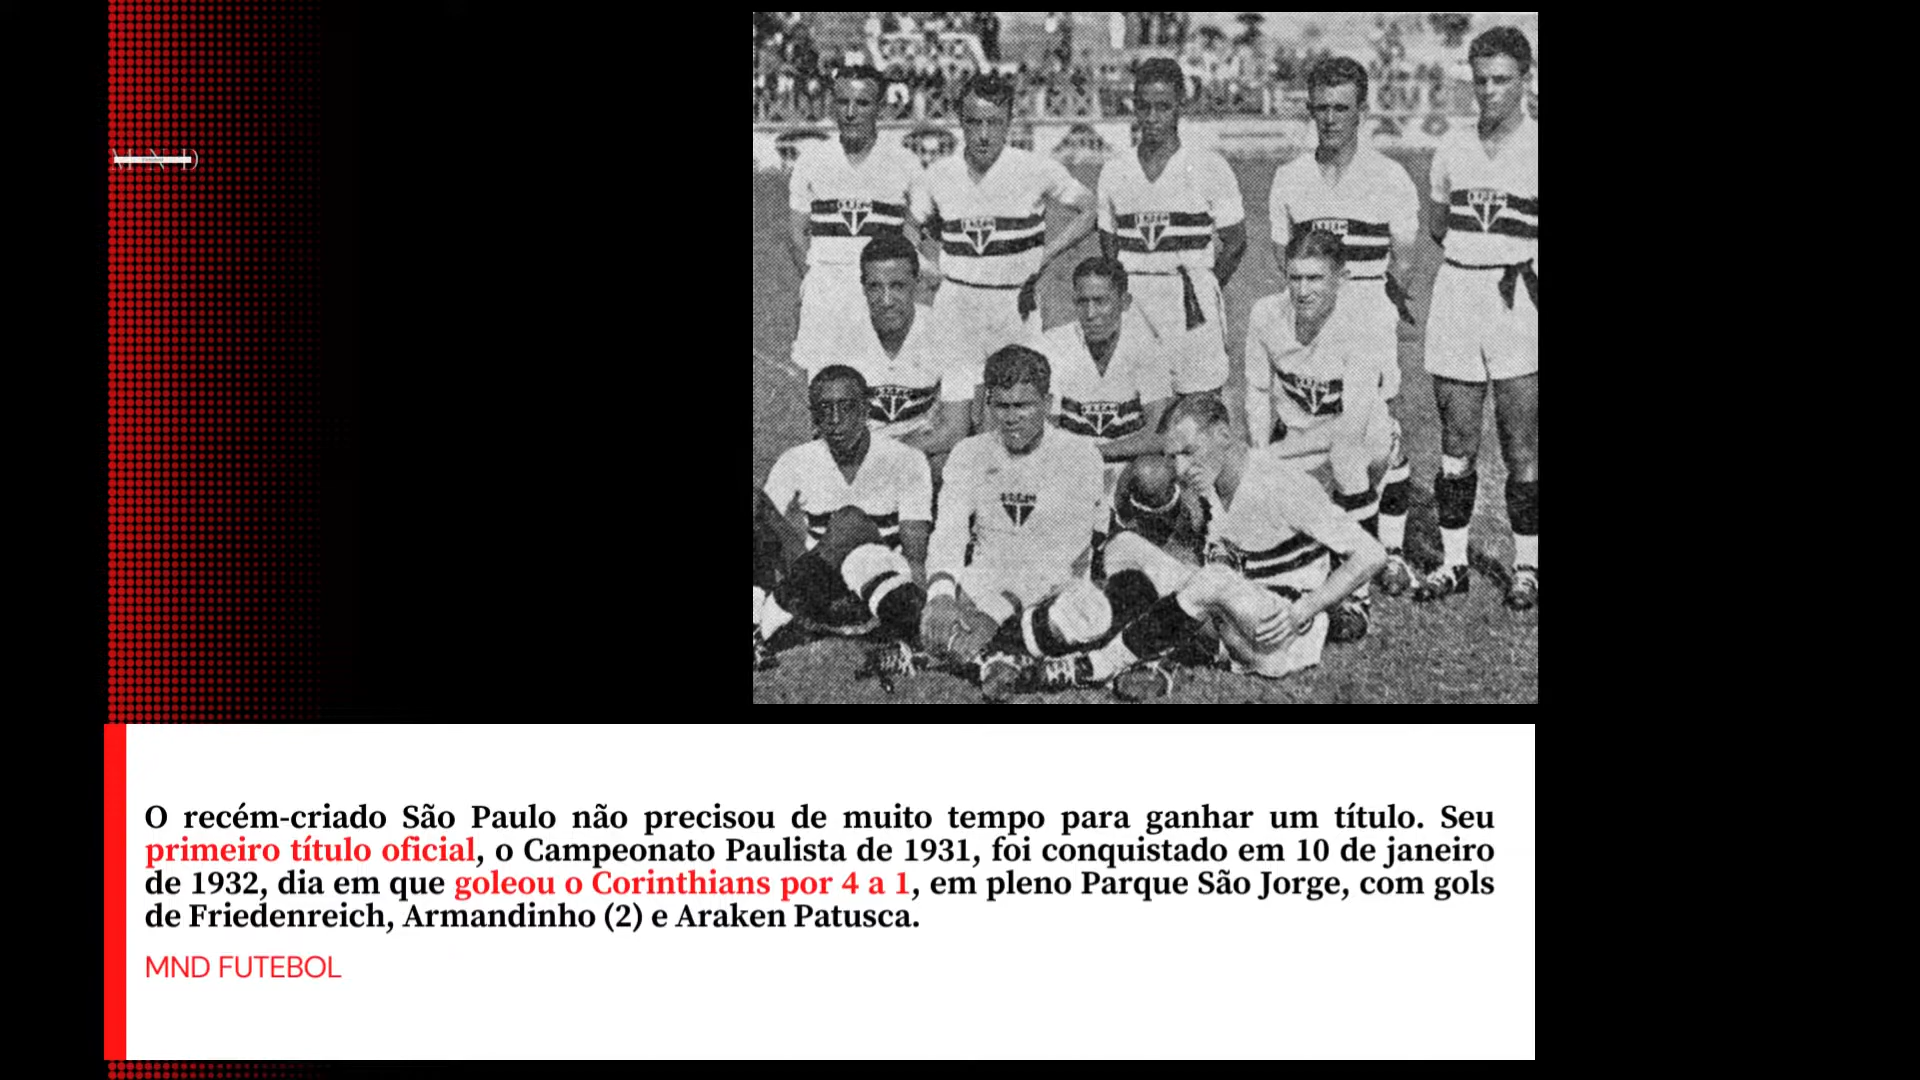 M N D
O recém-criado São Paulo não precisou de muito tempo para ganhar um título. Seu
primeiro título oficial, o Campeonato Paulista de 1931, foi conquistado em 10 de janeiro
de 1932, dia em que goleou o Corinthians por 4 a 1, em pleno Parque São Jorge, com gols
de Friedenreich, Armandinho (2) e Araken Patusca.
MND FUTEBOL